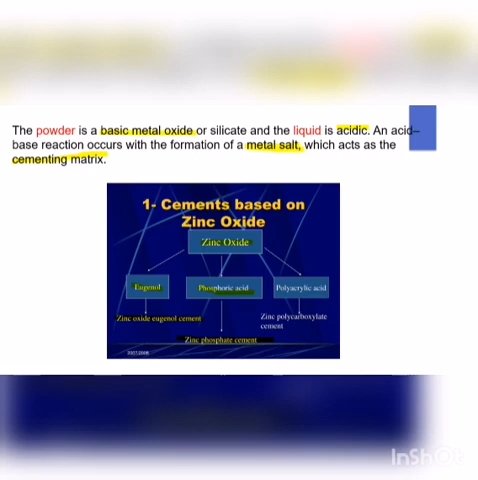 The powder is a basic metal oxide or silicate and the liquid is acidic. An acid–
base reaction occurs with the formation of a metal salt, which acts as the
cementing matrix.
1- Cements based on
Zinc Oxide
Zinc Oxide
Eugenol Phosphoric acid Polyacrylic acid
Zinc oxide eugenol cement Zinc polycarboxylate
cement
Zinc phosphate cement
2007/2008
InShOt